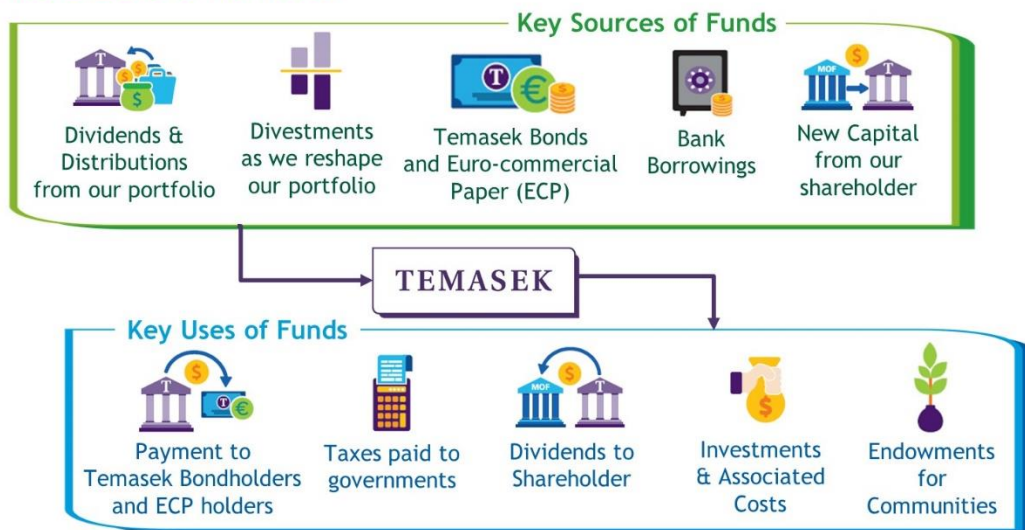 Key Sources of Funds
T
$
$
$
Dividends &
Distributions
from our portfolio
Divestments
as we reshape
our portfolio
T
€
Temasek Bonds
and Euro-commercial
Paper (ECP)
Bank
Borrowings
MOF
$
T
New Capital
from our
shareholder
TEMASEK
Key Uses of Funds
T
$
T
€
Payment to
Temasek Bondholders
and ECP holders
Taxes paid to
governments
MOF
$
T
Dividends to
Shareholder
$
Investments
& Associated
Costs
Endowments
for
Communities